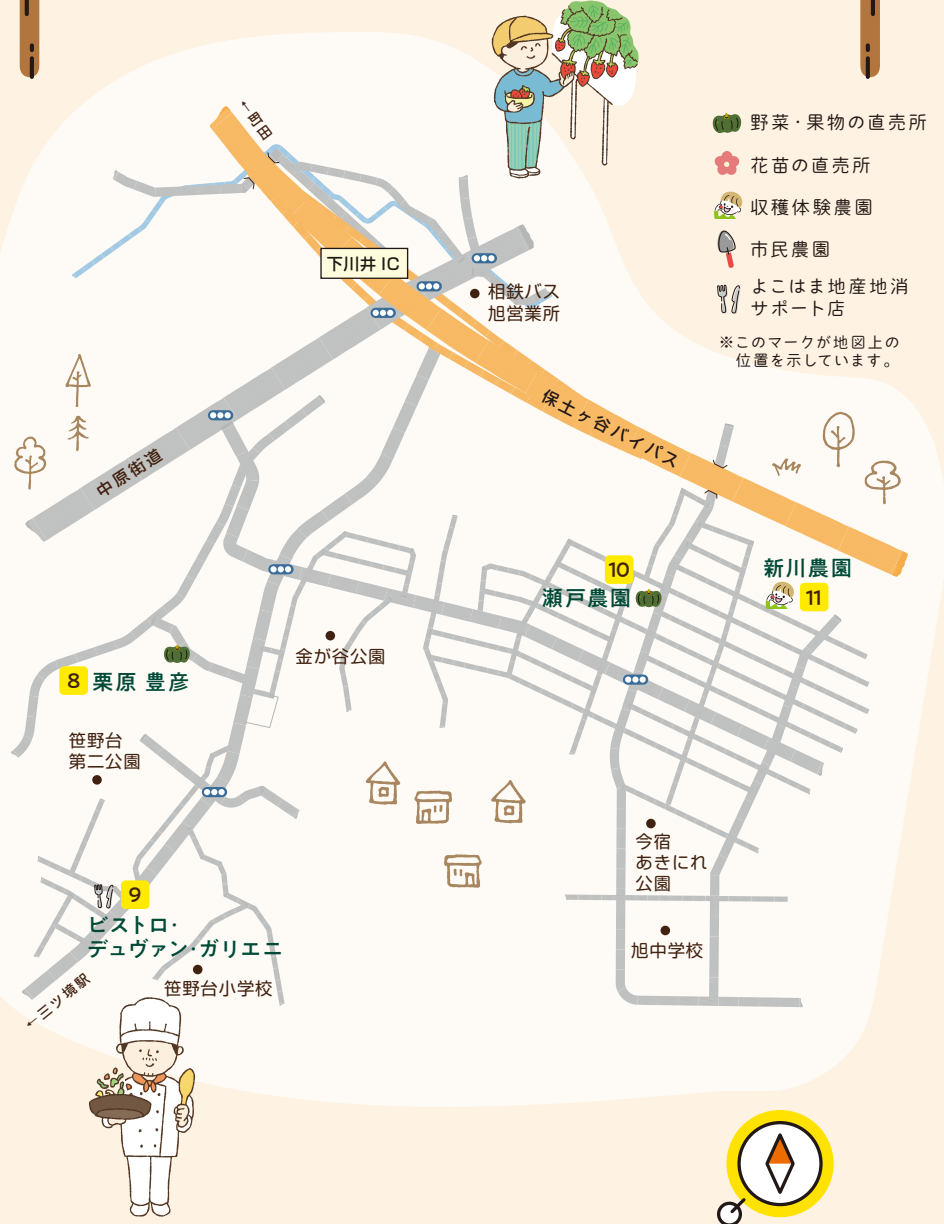 ←町田
野菜・果物の直売所
花苗の直売所
収穫体験農園
市民農園
よこはま地産地消
サポート店
※このマークが地図上の
位置を示しています。
下川井 IC
相鉄バス
旭営業所
保土ヶ谷バイパス
中原街道
10
瀬戸農園
新川農園
11
金が谷公園
8 栗原 豊彦
笹野台
第二公園
今宿
あきにれ
公園
9
ビストロ・
デュヴァン・ガリエニ
旭中学校
笹野台小学校
←三ツ境駅